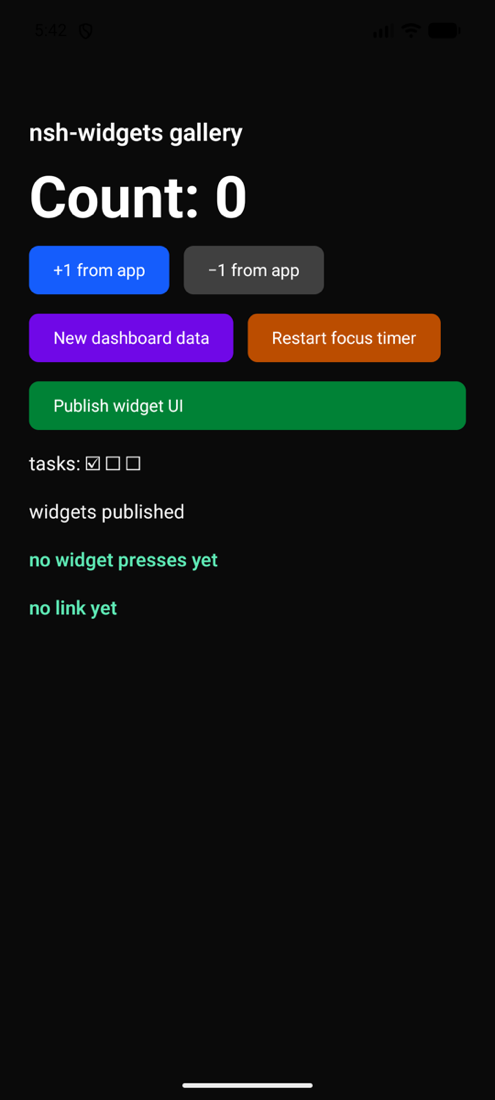 5:42
nsh-widgets gallery
Count: 0
+1 from app
−1 from app
New dashboard data
Restart focus timer
Publish widget UI
tasks: ☑ ☐ ☐
widgets published
no widget presses yet
no link yet